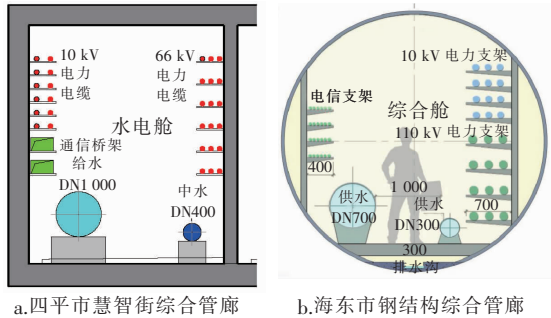 10 kV
电力
电缆
66 kV
电力
电缆
水电舱
通信桥架
给水
DN1 000
中水
DN400
a.四平市慧智街综合管廊
10 kV 电力支架
电信支架
综合舱
110 kV 电力支架
400
1 000
供水
DN700
供水
DN300
700
300
排水沟
b.海东市钢结构综合管廊